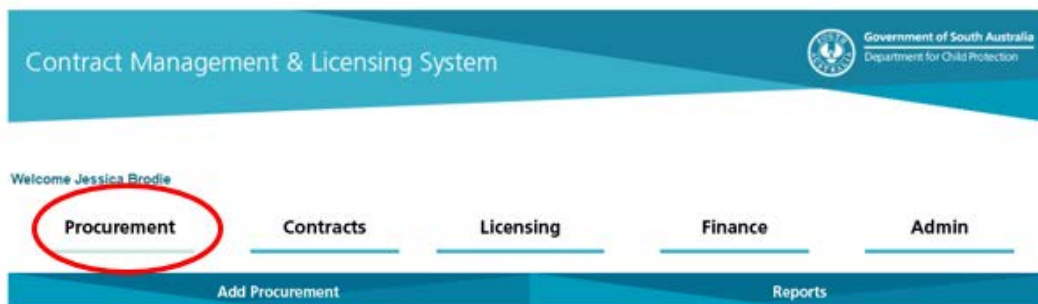 Contract Management & Licensing System
Government of South Australia
Department for Child Protection
Welcome Jessica Brodie
Procurement Contracts Licensing Finance Admin
Add Procurement Reports